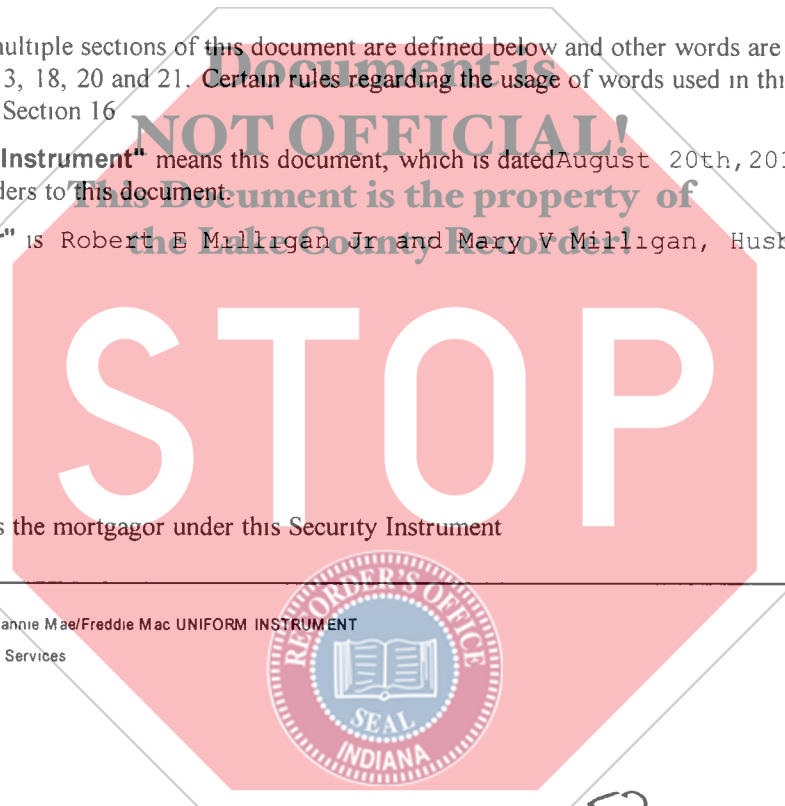 ultiple sections of this document are defined below and other words are
3, 18, 20 and 21. Certain rules regarding the usage of words used in thi
Section 16
Document is
NOT OFFICIAL!
This Document is the property of
the Lake County Recorder!
Instrument" means this document, which is datedAugust 20th,201
ders to this document.
" is Robert E Milligan Jr and Mary V Milligan, Husb
STOP
s the mortgagor under this Security Instrument
annie Mae/Freddie Mac UNIFORM INSTRUMENT
Services
RECORDER'S OFFICE
SEAL
INDIANA